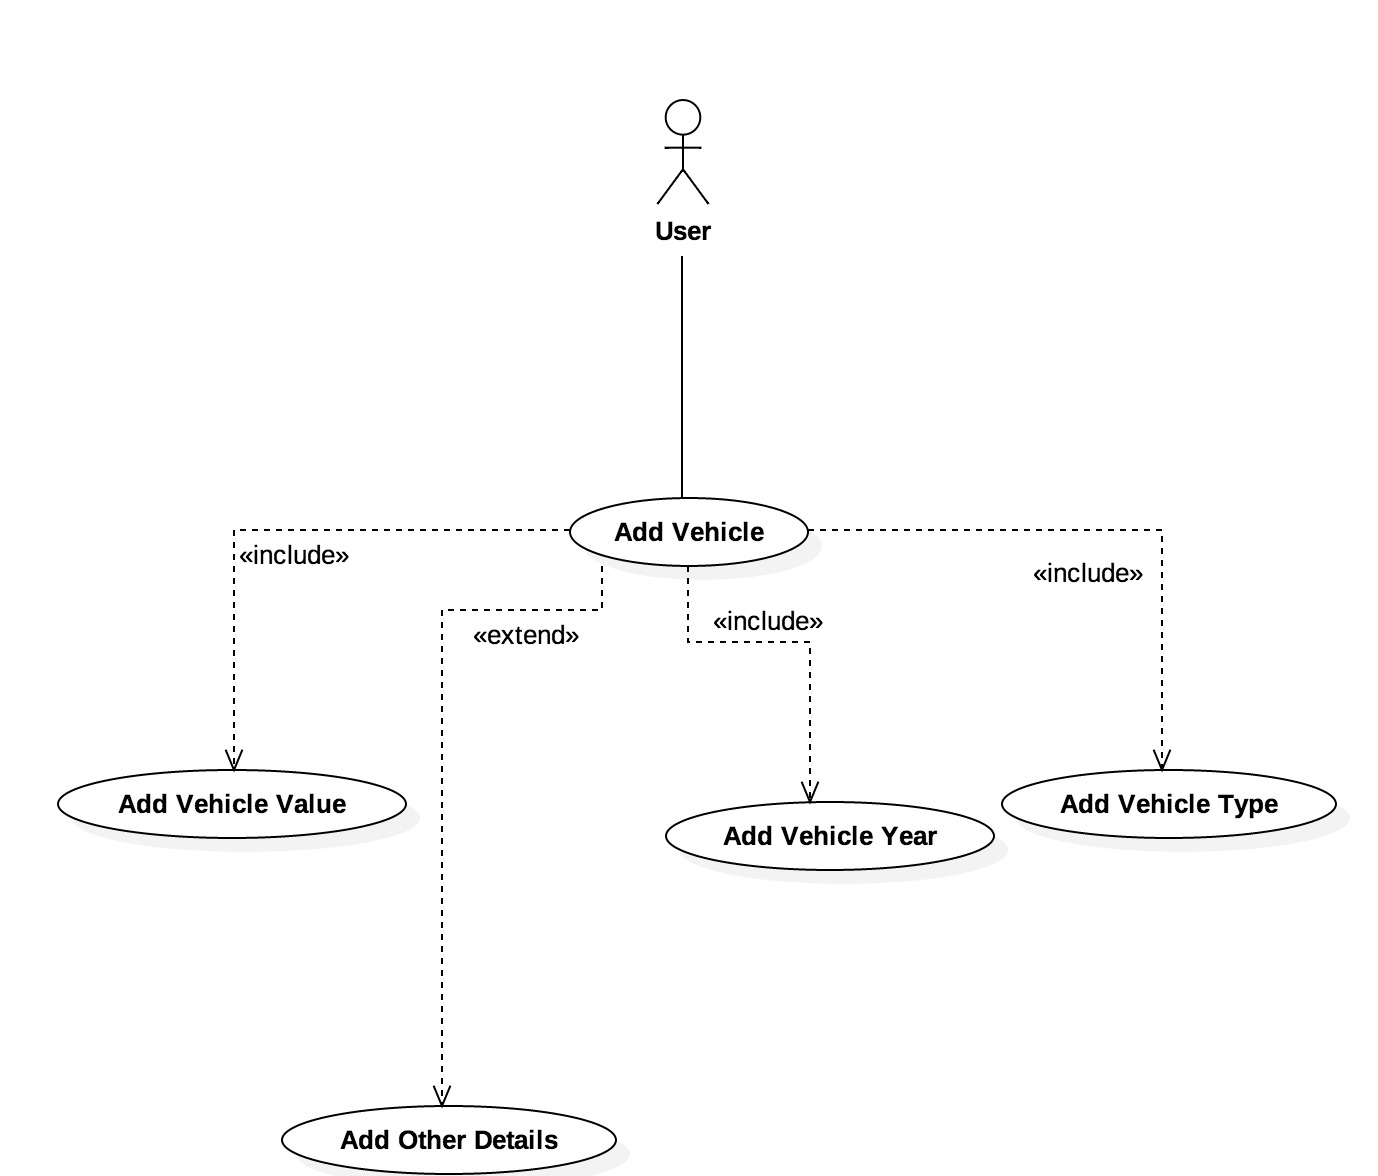 User
Add Vehicle
«include»
«include»
«include»
«extend»
Add Vehicle Value
Add Vehicle Type
Add Vehicle Year
Add Other Details